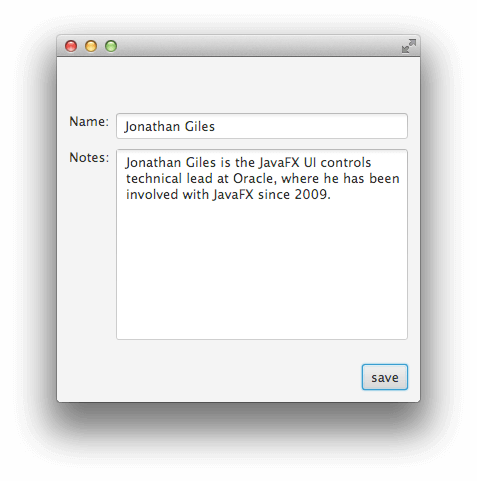 Name: Jonathan Giles
Notes: Jonathan Giles is the JavaFX UI controls
technical lead at Oracle, where he has been
involved with JavaFX since 2009.
save